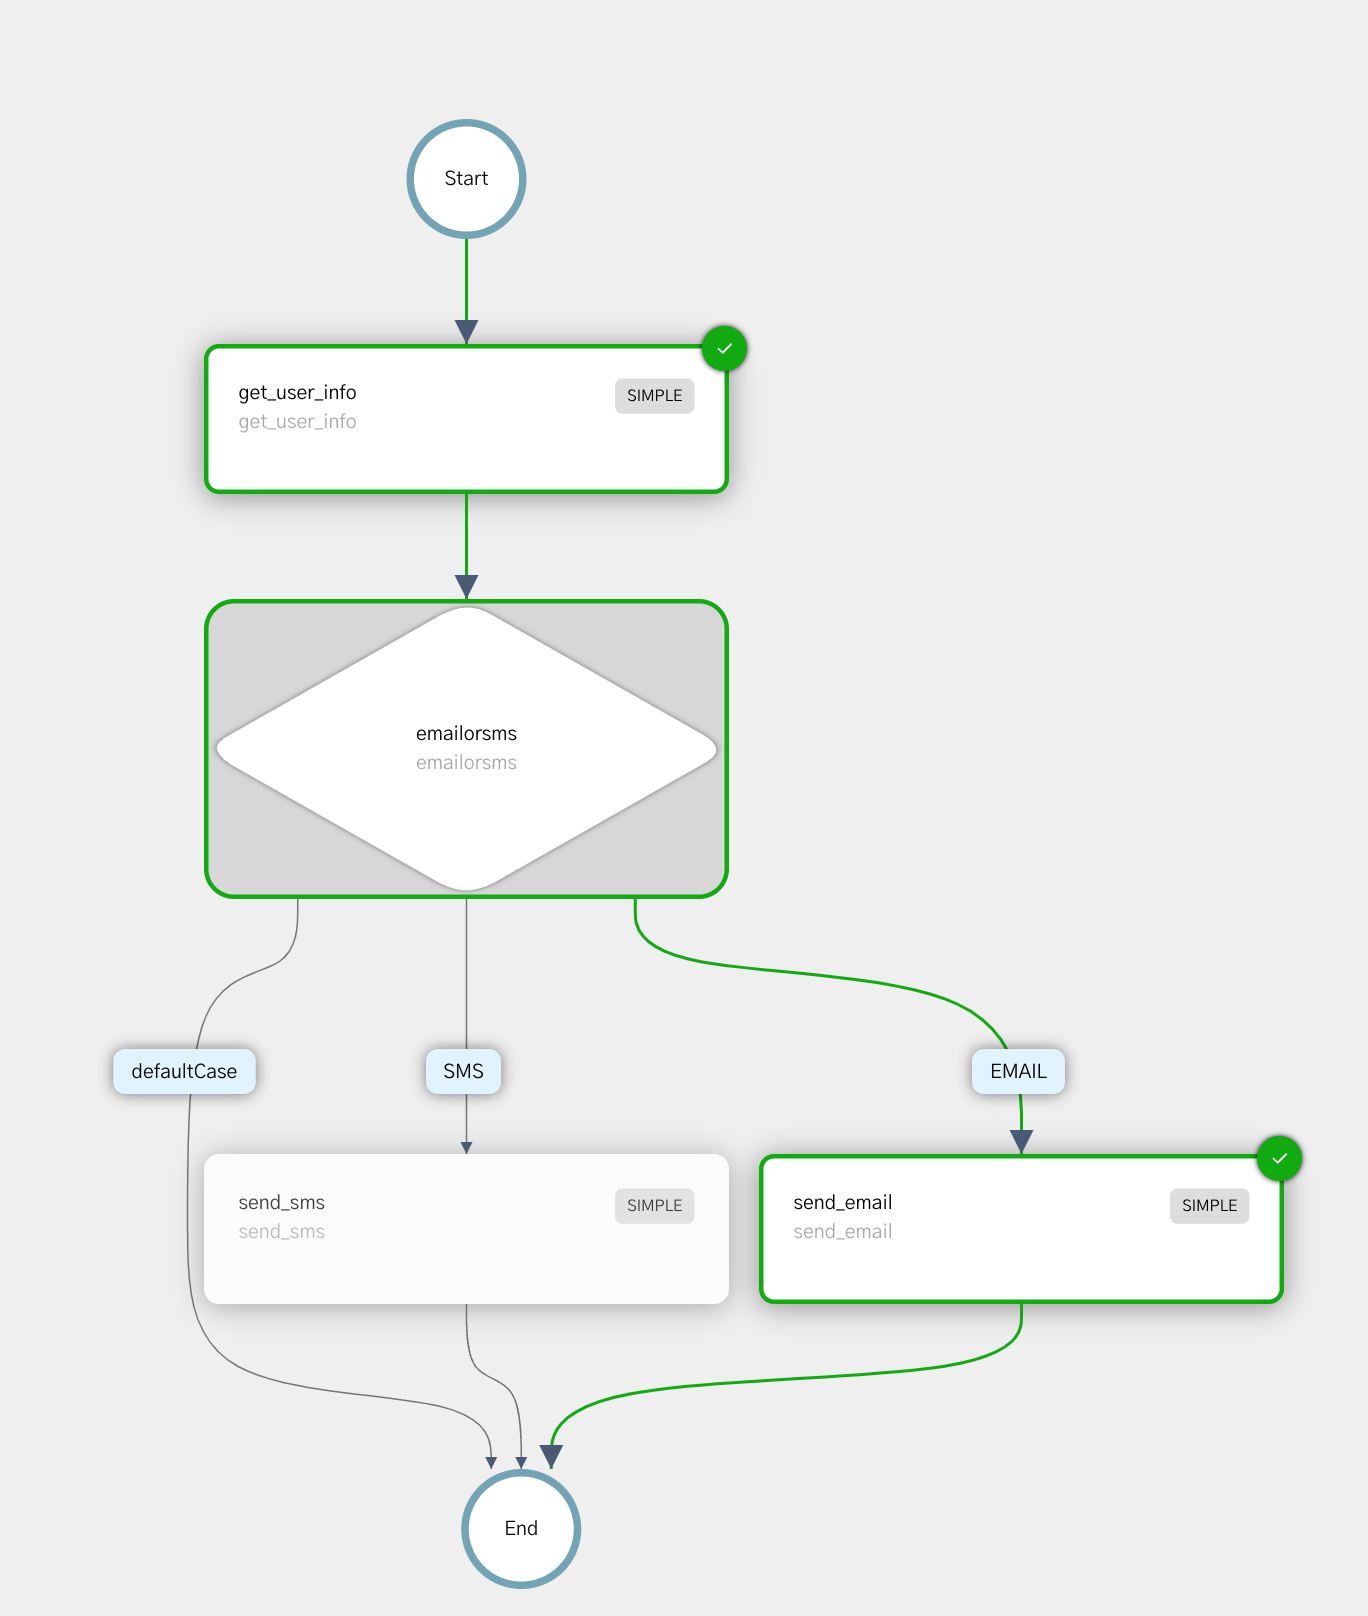 Start
get_user_info
SIMPLE
get_user_info
emailorsms
emailorsms
defaultCase
SMS
EMAIL
send_sms
SIMPLE
send_sms
send_email
SIMPLE
send_email
End